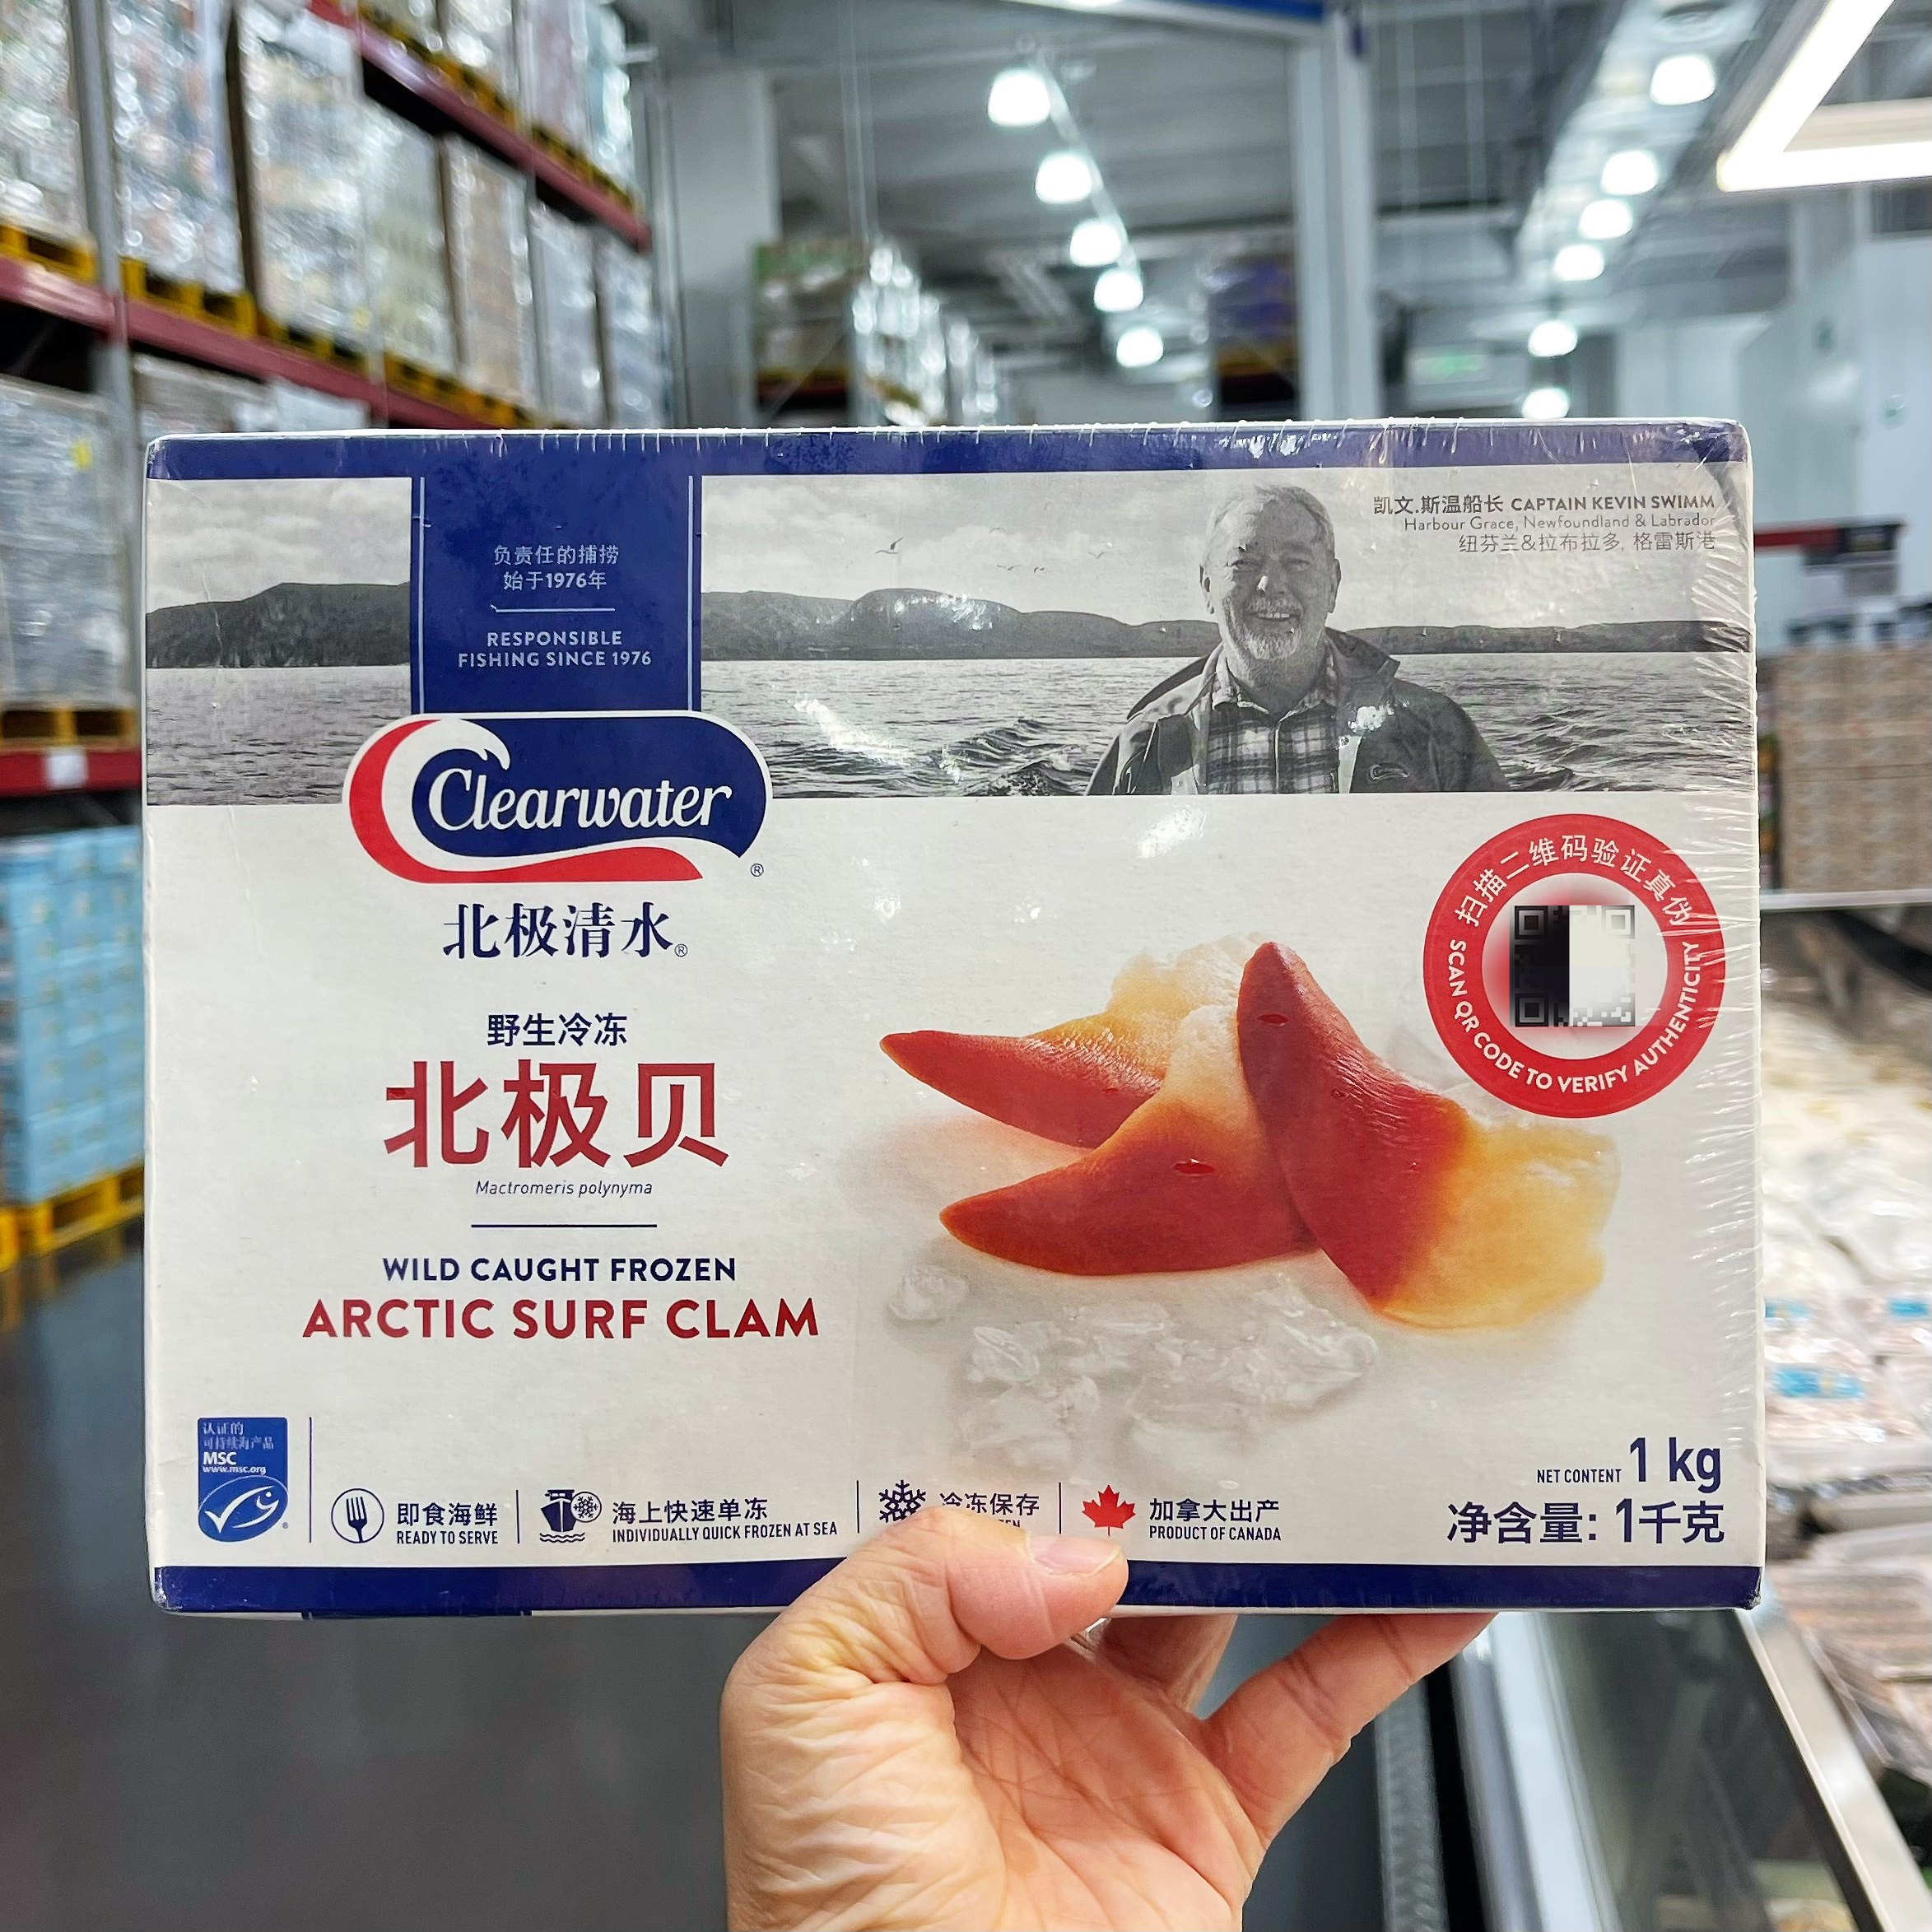 凯文.斯温船长 CAPTAIN KEVIN SWIMM
Harbour Grace, Newfoundland & Labrador
纽芬兰&拉布拉多, 格雷斯港
负责任的捕捞
始于1976年
RESPONSIBLE
FISHING SINCE 1976
Clearwater®
北极清水®
扫描二维码验证真伪
SCAN QR CODE TO VERIFY AUTHENTICITY
野生冷冻
北极贝
Mactromeris polynyma
WILD CAUGHT FROZEN
ARCTIC SURF CLAM
认证的
可持续海产品
MSC
www.msc.org
即食海鲜
READY TO SERVE
海上快速单冻
INDIVIDUALLY QUICK FROZEN AT SEA
冷冻保存
加拿大出产
PRODUCT OF CANADA
NET CONTENT 1 kg
净含量: 1千克